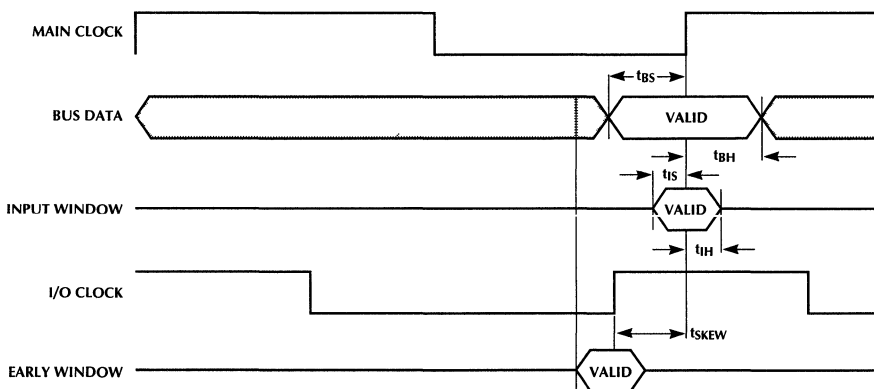 MAIN CLOCK
tBS
BUS DATA
VALID
tBH
tIS
INPUT WINDOW
VALID
tIH
I/O CLOCK
tSKEW
EARLY WINDOW
VALID